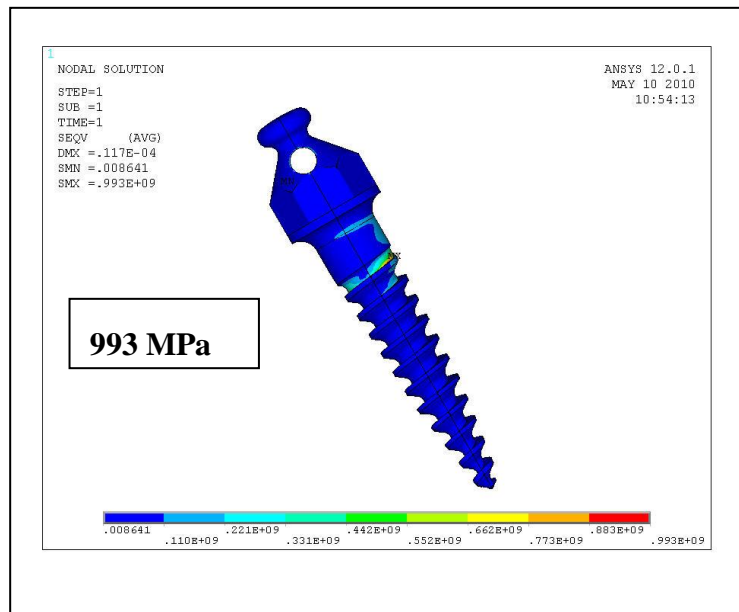 1
NODAL SOLUTION
STEP=1
SUB =1
TIME=1
SEQV (AVG)
DMX =.117E-04
SMN =.008641
SMX =.993E+09
ANSYS 12.0.1
MAY 10 2010
10:54:13
MX
993 MPa
.008641 .221E+09 .442E+09 .662E+09 .883E+09
.110E+09 .331E+09 .552E+09 .773E+09 .993E+09